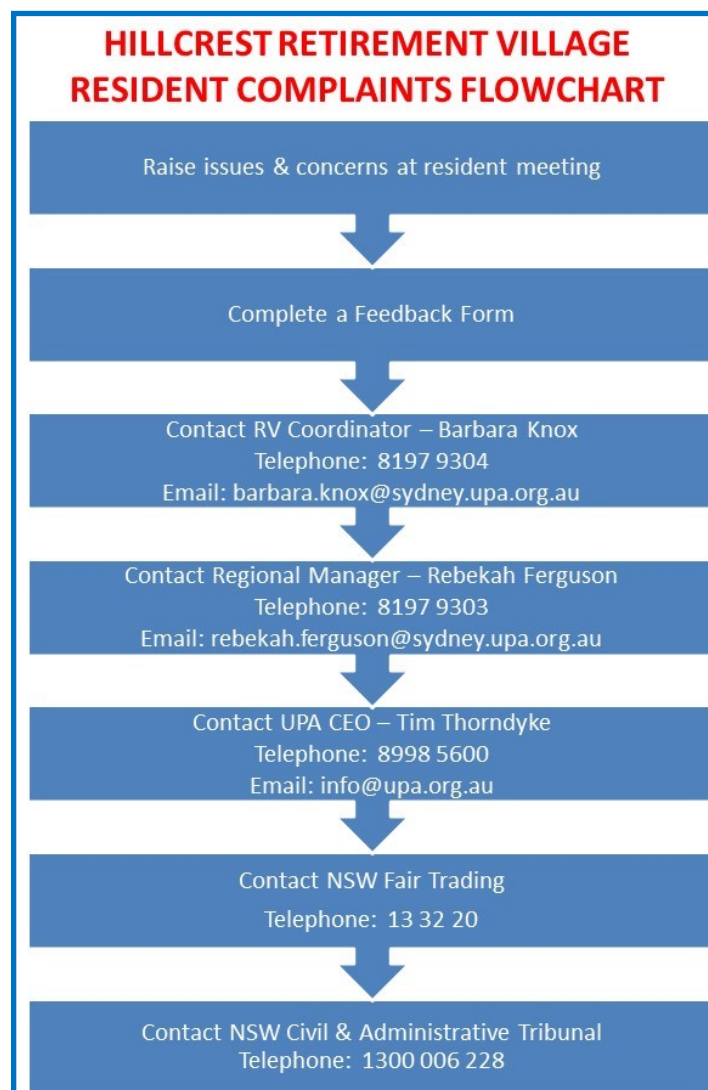 HILLCREST RETIREMENT VILLAGE
RESIDENT COMPLAINTS FLOWCHART
Raise issues & concerns at resident meeting
Complete a Feedback Form
Contact RV Coordinator – Barbara Knox
Telephone: 8197 9304
Email: barbara.knox@sydney.upa.org.au
Contact Regional Manager – Rebekah Ferguson
Telephone: 8197 9303
Email: rebekah.ferguson@sydney.upa.org.au
Contact UPA CEO – Tim Thorndyke
Telephone: 8998 5600
Email: info@upa.org.au
Contact NSW Fair Trading
Telephone: 13 32 20
Contact NSW Civil & Administrative Tribunal
Telephone: 1300 006 228